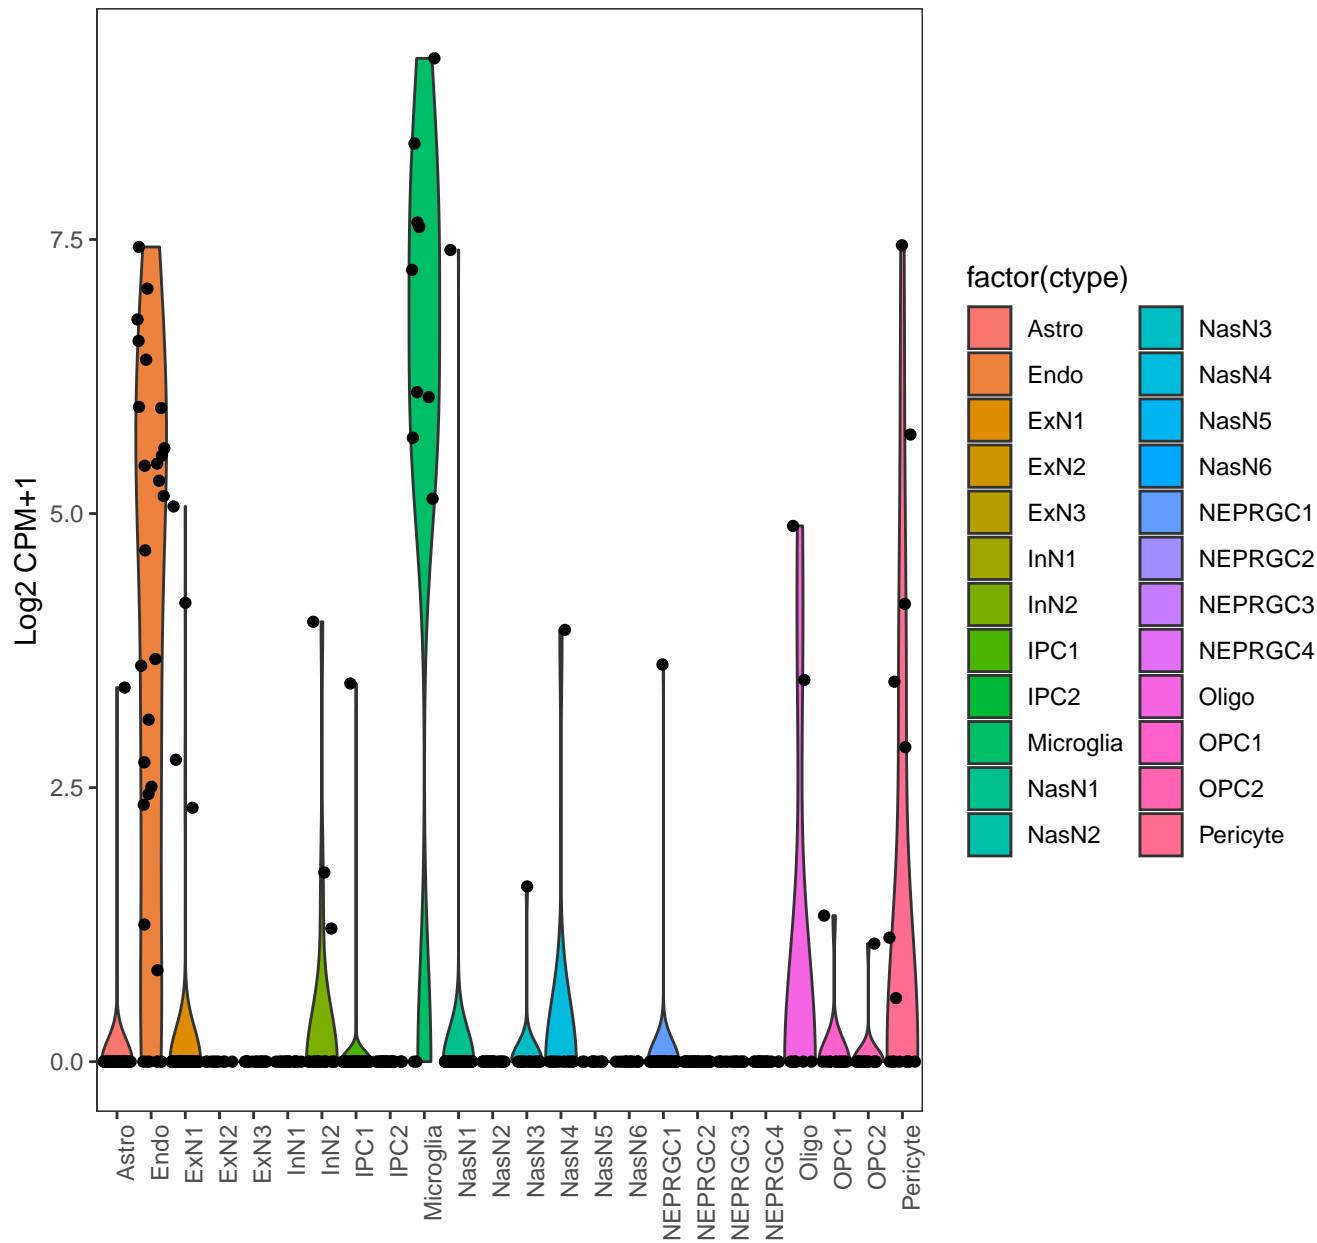 Log2 CPM+1
7.5
5.0
2.5
0.0
Astro
Endo
ExN1
ExN2
ExN3
InN1
InN2
IPC1
IPC2
Microglia
NasN1
NasN2
NasN3
NasN4
NasN5
NasN6
NEPRGC1
NEPRGC2
NEPRGC3
NEPRGC4
Oligo
OPC1
OPC2
Pericyte
factor(ctype)
Astro
Endo
ExN1
ExN2
ExN3
InN1
InN2
IPC1
IPC2
Microglia
NasN1
NasN2
NasN3
NasN4
NasN5
NasN6
NEPRGC1
NEPRGC2
NEPRGC3
NEPRGC4
Oligo
OPC1
OPC2
Pericyte